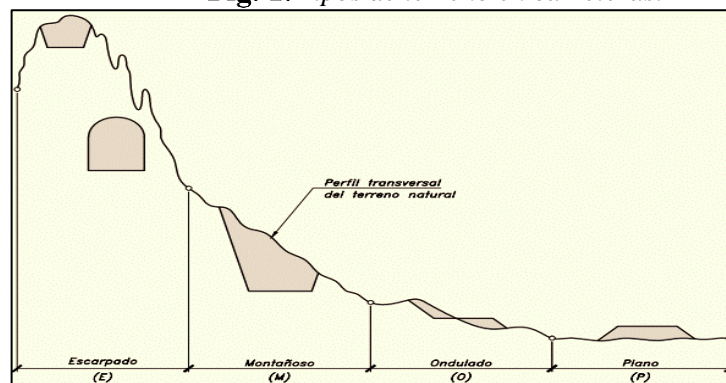 Perfil transversal
del terreno natural
Escarpado
(E)
Montañoso
(M)
Ondulado
(O)
Plano
(P)